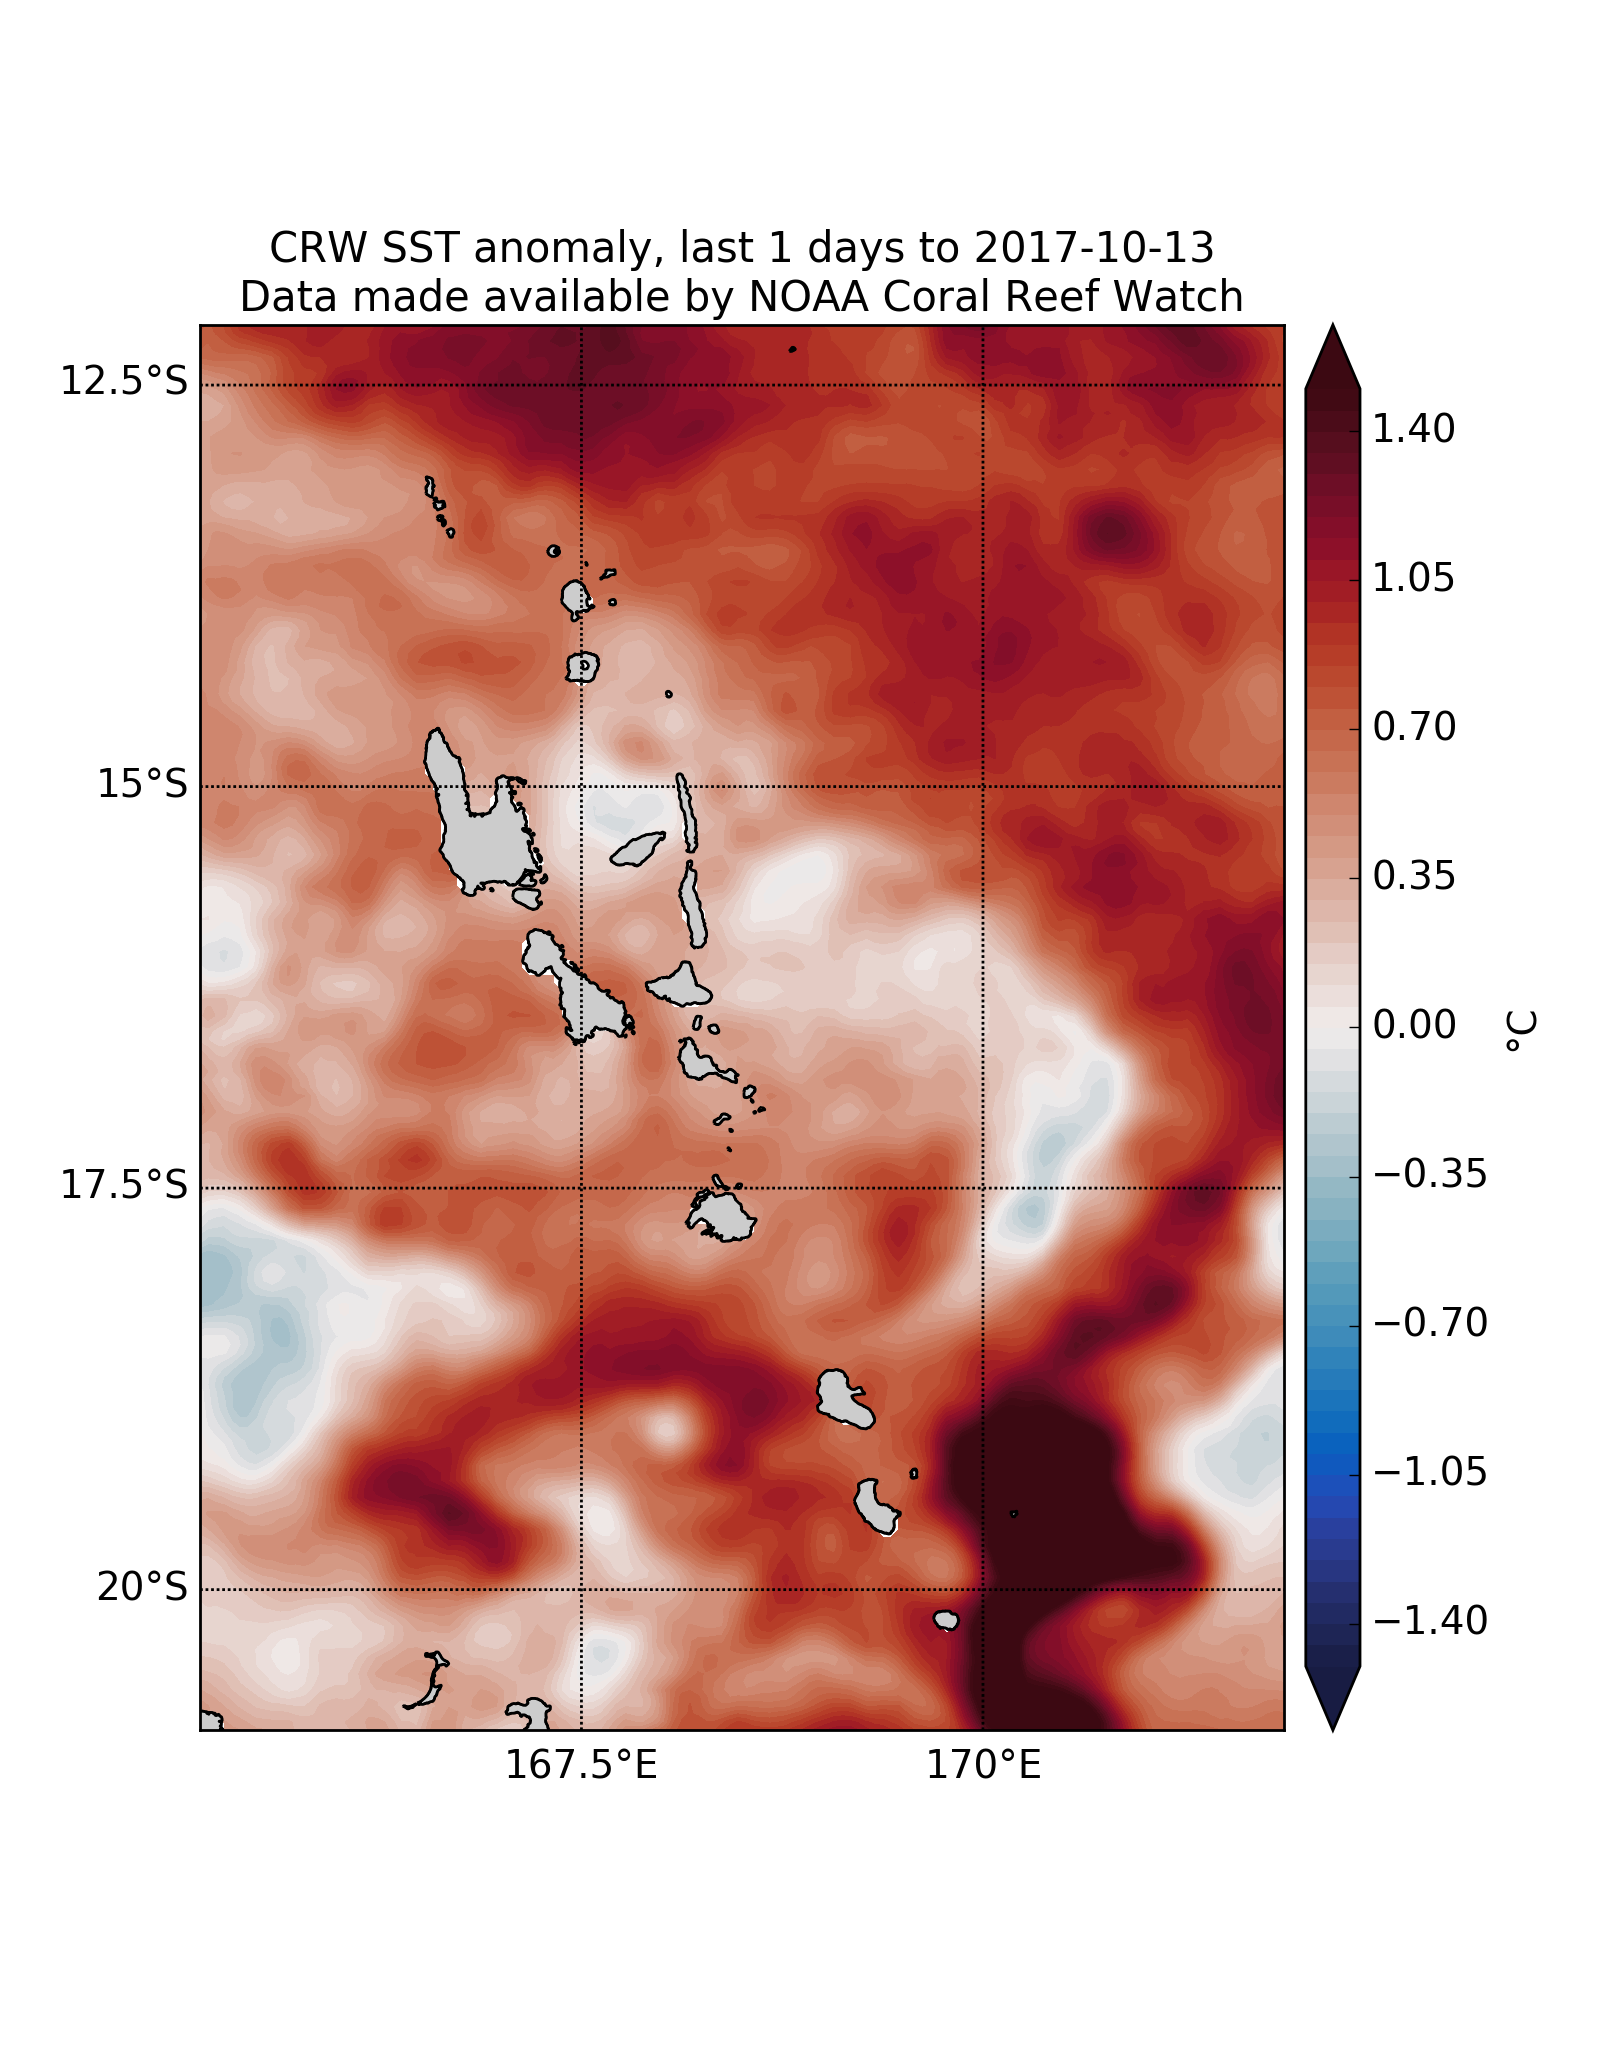 CRW SST anomaly, last 1 days to 2017-10-13
Data made available by NOAA Coral Reef Watch
12.5°S
15°S
17.5°S
20°S
167.5°E
170°E
1.40
1.05
0.70
0.35
0.00
−0.35
−0.70
−1.05
−1.40
°C